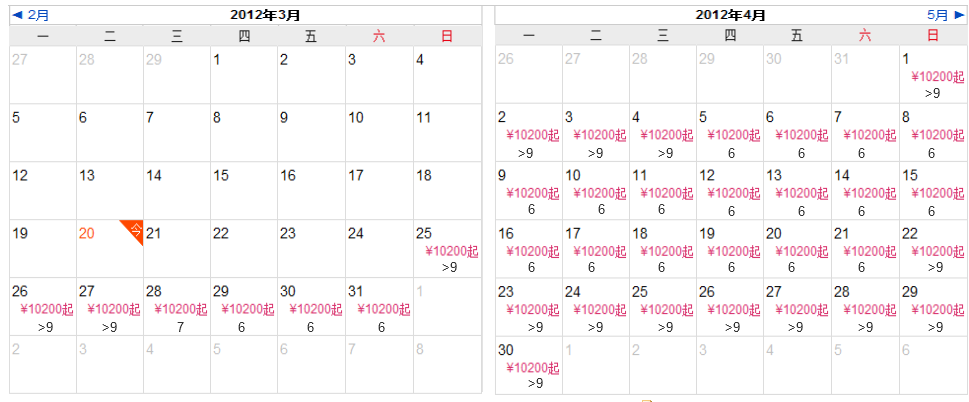 ◄ 2月 2012年3月
一 二 三 四 五 六 日
27 28 29 1 2 3 4
5 6 7 8 9 10 11
12 13 14 15 16 17 18
19 20 今 21 22 23 24 25
¥10200起
>9
26 27 28 29 30 31 1
¥10200起 ¥10200起 ¥10200起 ¥10200起 ¥10200起 ¥10200起
>9 >9 7 6 6 6
2 3 4 5 6 7 8
2012年4月 5月 ►
一 二 三 四 五 六 日
26 27 28 29 30 31 1
¥10200起
>9
2 3 4 5 6 7 8
¥10200起 ¥10200起 ¥10200起 ¥10200起 ¥10200起 ¥10200起 ¥10200起
>9 >9 >9 6 6 6 6
9 10 11 12 13 14 15
¥10200起 ¥10200起 ¥10200起 ¥10200起 ¥10200起 ¥10200起 ¥10200起
6 6 6 6 6 6 6
16 17 18 19 20 21 22
¥10200起 ¥10200起 ¥10200起 ¥10200起 ¥10200起 ¥10200起 ¥10200起
6 6 6 6 6 6 >9
23 24 25 26 27 28 29
¥10200起 ¥10200起 ¥10200起 ¥10200起 ¥10200起 ¥10200起 ¥10200起
>9 >9 >9 >9 >9 >9 >9
30 1 2 3 4 5 6
¥10200起
>9